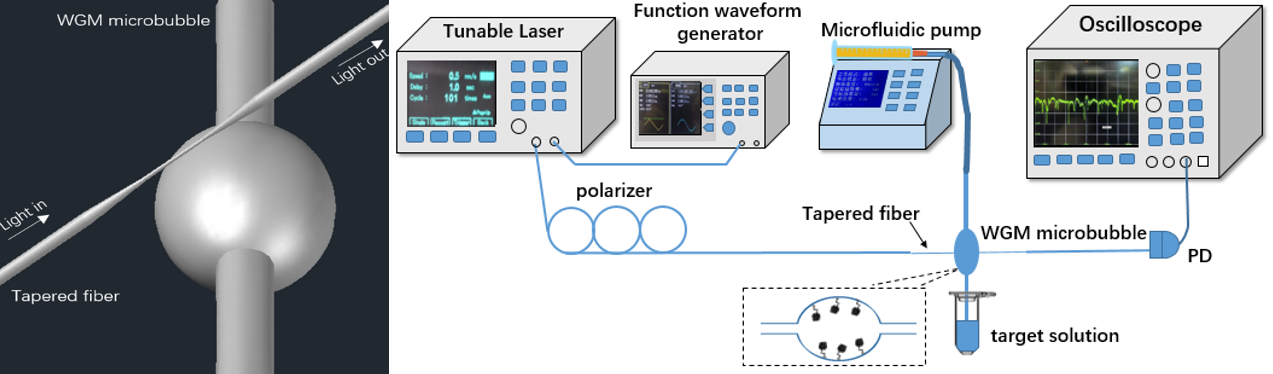 WGM microbubble
Light out
Light in
Tapered fiber
Tunable Laser
Function waveform
generator
Microfluidic pump
Oscilloscope
Speed : 0.5 nm/s
Delay : 1.0 sec
Cycle : 101 times
polarizer
Tapered fiber
WGM microbubble
PD
target solution